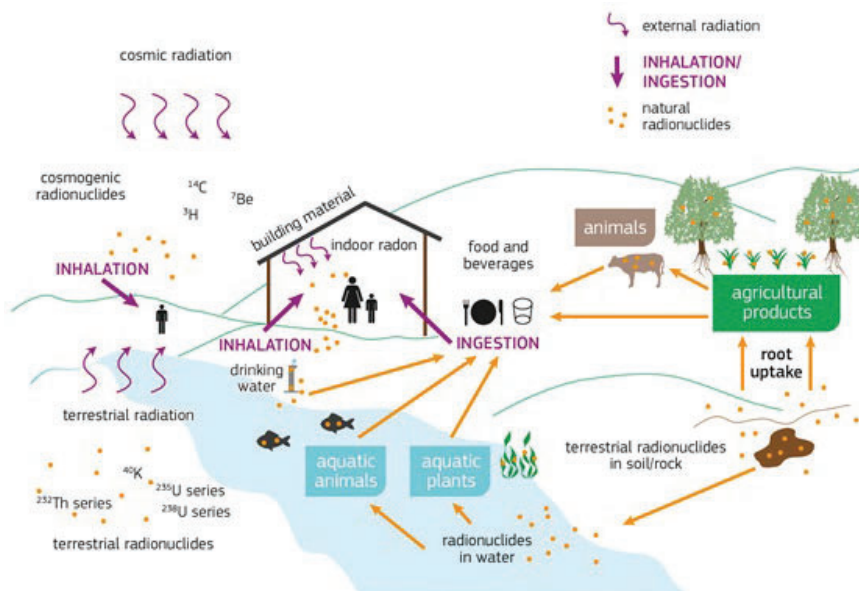 external radiation
INHALATION/
INGESTION
natural
radionuclides
cosmic radiation
cosmogenic
radionuclides
¹⁴C
⁷Be
³H
building material
indoor radon
food and
beverages
animals
agricultural
products
INHALATION
INHALATION
INGESTION
root
uptake
drinking
water
terrestrial radiation
terrestrial radionuclides
in soil/rock
aquatic
animals
aquatic
plants
⁴⁰K
²³²Th series
²³⁵U series
²³⁸U series
terrestrial radionuclides
radionuclides
in water